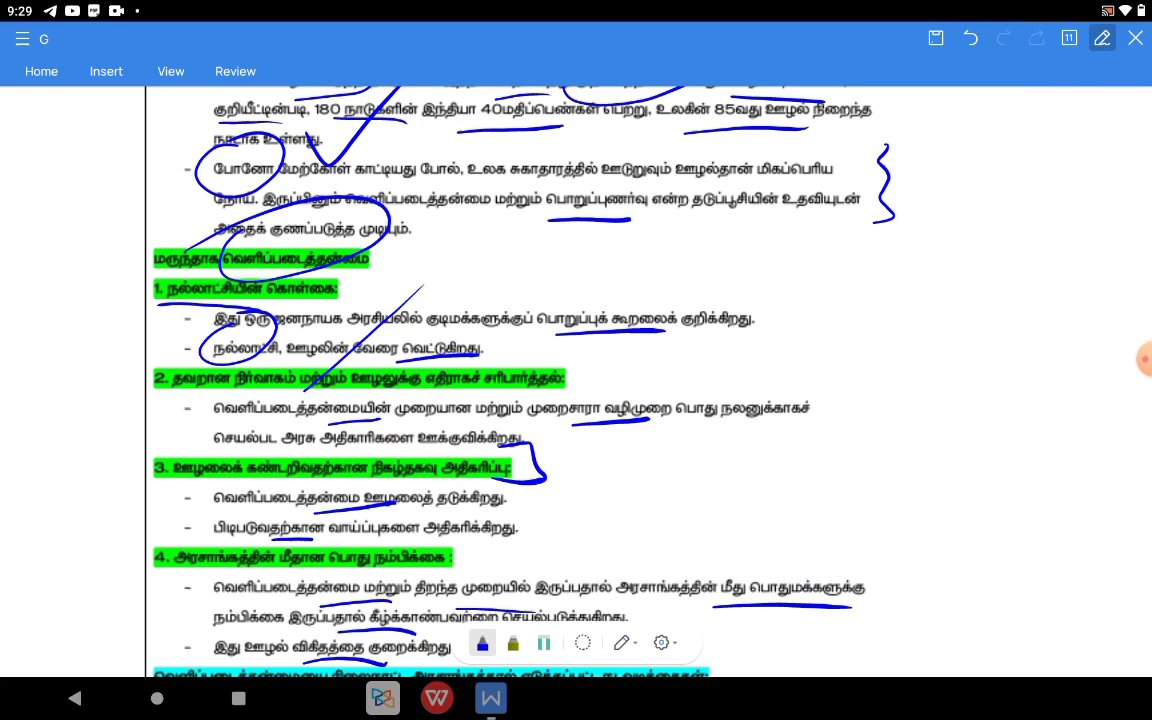 9:29
G
11
Home Insert View Review
குறியீட்டின்படி, 180 நாடுகளின் இந்தியா 40மதிப்பெண்கள் பெற்று, உலகின் 85வது ஊழல் நிறைந்த
நாடாக உள்ளது.
- போனோ மேற்கோள் காட்டியது போல், உலக சுகாதாரத்தில் ஊடுறுவும் ஊழல்தான் மிகப்பெரிய
நோய். இருப்பினும் வெளிப்படைத்தன்மை மற்றும் பொறுப்புணர்வு என்ற தடுப்பூசியின் உதவியுடன்
அதைக் குணப்படுத்த முடியும்.
மருந்தாக வெளிப்படைத்தன்மை
1. நல்லாட்சியின் கொள்கை:
- இது ஒரு ஜனநாயக அரசியலில் குடிமக்களுக்குப் பொறுப்புக் கூறலைக் குறிக்கிறது.
- நல்லாட்சி, ஊழலின் வேரை வெட்டுகிறது.
2. தவறான நிர்வாகம் மற்றும் ஊழலுக்கு எதிராகச் சரிபார்த்தல்:
- வெளிப்படைத்தன்மையின் முறையான மற்றும் முறைசாரா வழிமுறை பொது நலனுக்காகச்
செயல்பட அரசு அதிகாரிகளை ஊக்குவிக்கிறது.
3. ஊழலைக் கண்டறிவதற்கான நிகழ்தகவு அதிகரிப்பு:
- வெளிப்படைத்தன்மை ஊழலைத் தடுக்கிறது.
- பிடிபடுவதற்கான வாய்ப்புகளை அதிகரிக்கிறது.
4. அரசாங்கத்தின் மீதான பொது நம்பிக்கை :
- வெளிப்படைத்தன்மை மற்றும் திறந்த முறையில் இருப்பதால் அரசாங்கத்தின் மீது பொதுமக்களுக்கு
நம்பிக்கை இருப்பதால் கீழ்க்காண்பவற்றை செயல்படுத்துகிறது.
- இது ஊழல் விகிதத்தை குறைக்கிறது